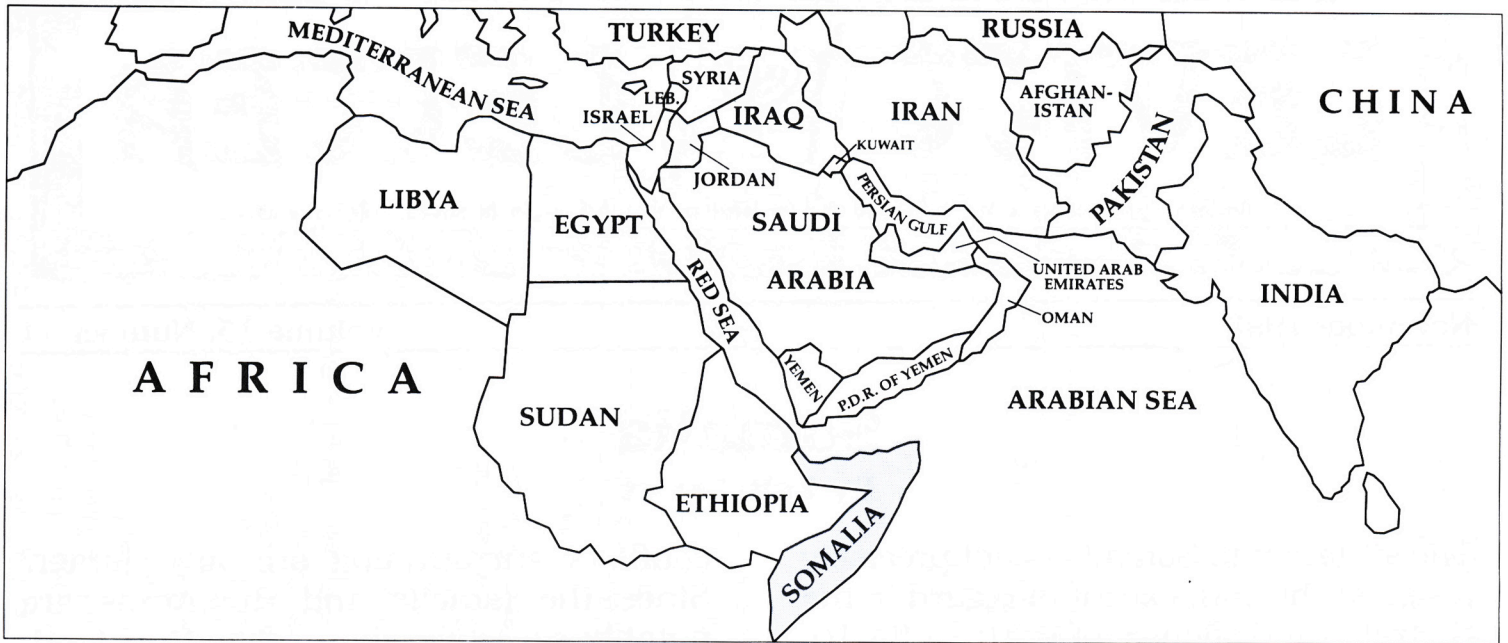 MEDITERRANEAN SEA
TURKEY
RUSSIA
SYRIA
LEB.
ISRAEL
IRAQ
IRAN
AFGHAN-
ISTAN
CHINA
KUWAIT
JORDAN
PAKISTAN
LIBYA
EGYPT
SAUDI
ARABIA
PERSIAN GULF
UNITED ARAB
EMIRATES
OMAN
INDIA
RED SEA
AFRICA
YEMEN
P.D.R. OF YEMEN
ARABIAN SEA
SUDAN
ETHIOPIA
SOMALIA